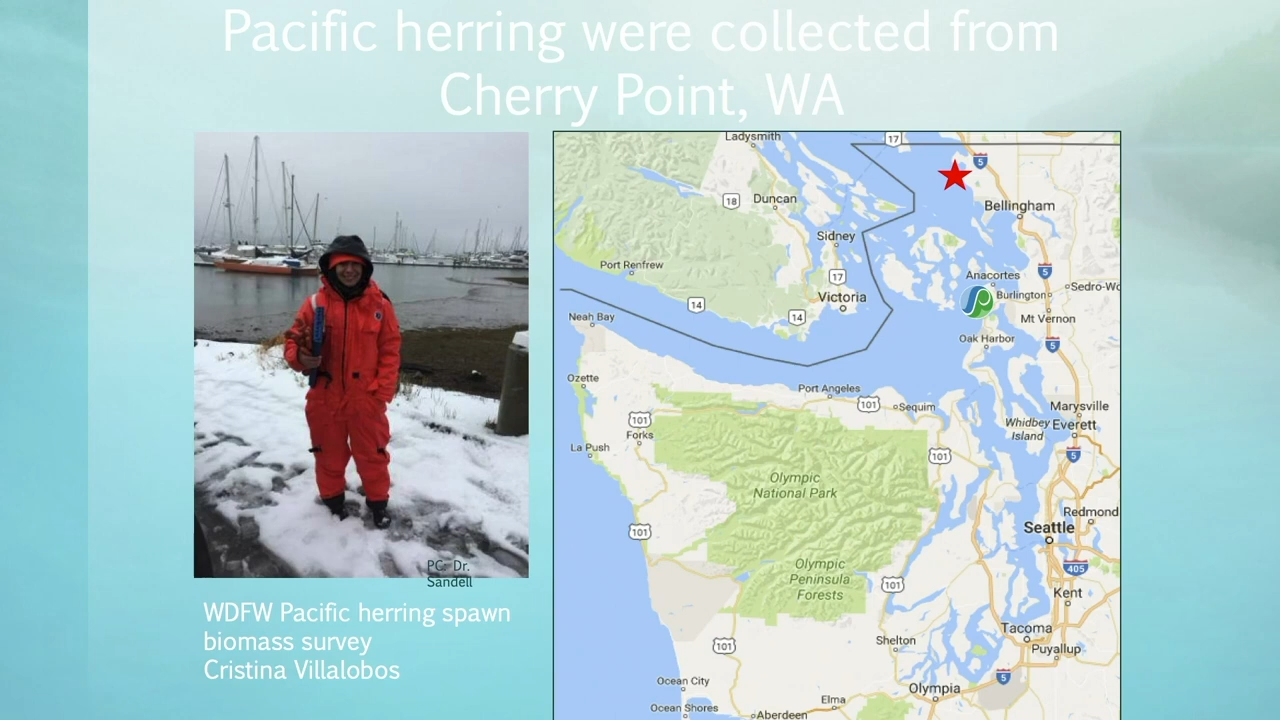 Pacific herring were collected from
Cherry Point, WA
PC: Dr.
Sandell
WDFW Pacific herring spawn
biomass survey
Cristina Villalobos
Ladysmith
17
5
18
Duncan
Bellingham
Sidney
Port Renfrew
17
Anacortes
5
Sedro-Wo
Victoria
Burlington
14
14
Mt Vernon
Neah Bay
Oak Harbor
5
Ozette
Port Angeles
101
Sequim
Marysville
101
Forks
Whidbey
Island
Everett
La Push
101
5
Olympic
National Park
Redmond
Seattle
101
Olympic
Peninsula
Forests
405
101
Kent
Tacoma
Shelton
101
Puyallup
5
Ocean City
Olympia
Elma
Ocean Shores
Aberdeen